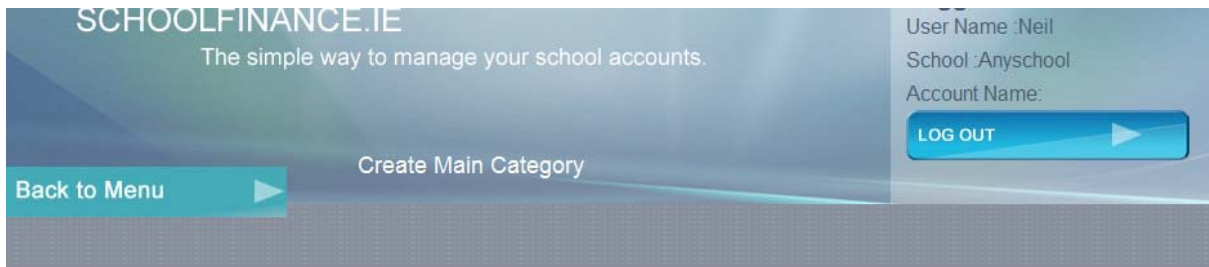 SCHOOLFINANCE.IE
The simple way to manage your school accounts.
User Name :Neil
School :Anyschool
Account Name:
LOG OUT
Create Main Category
Back to Menu